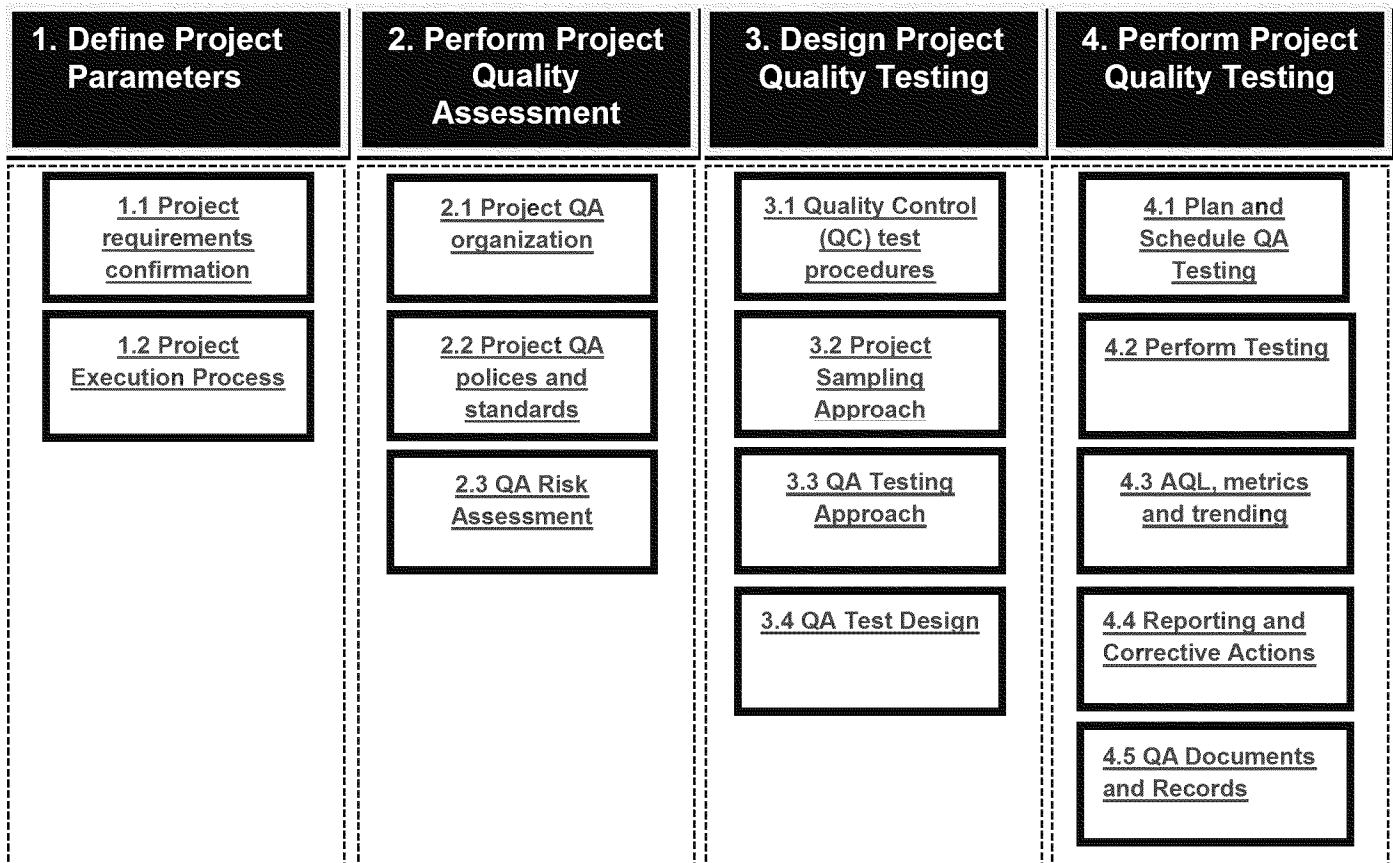 1. Define Project
Parameters
2. Perform Project
Quality
Assessment
3. Design Project
Quality Testing
4. Perform Project
Quality Testing
1.1 Project
requirements
confirmation
1.2 Project
Execution Process
2.1 Project QA
organization
2.2 Project QA
polices and
standards
2.3 QA Risk
Assessment
3.1 Quality Control
(QC) test
procedures
3.2 Project
Sampling
Approach
3.3 QA Testing
Approach
3.4 QA Test Design
4.1 Plan and
Schedule QA
Testing
4.2 Perform Testing
4.3 AQL, metrics
and trending
4.4 Reporting and
Corrective Actions
4.5 QA Documents
and Records